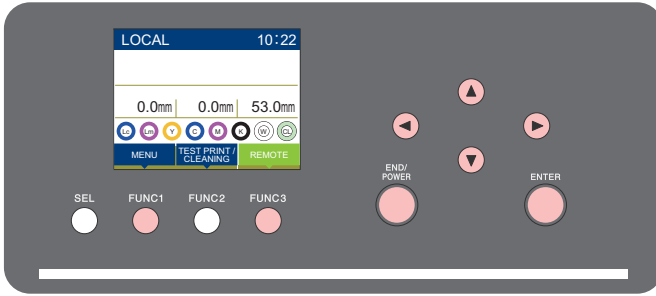 LOCAL 10:22
0.0mm 0.0mm 53.0mm
Lc Lm Y C M K W CL
MENU TEST PRINT / CLEANING REMOTE
END/
POWER
ENTER
SEL FUNC1 FUNC2 FUNC3